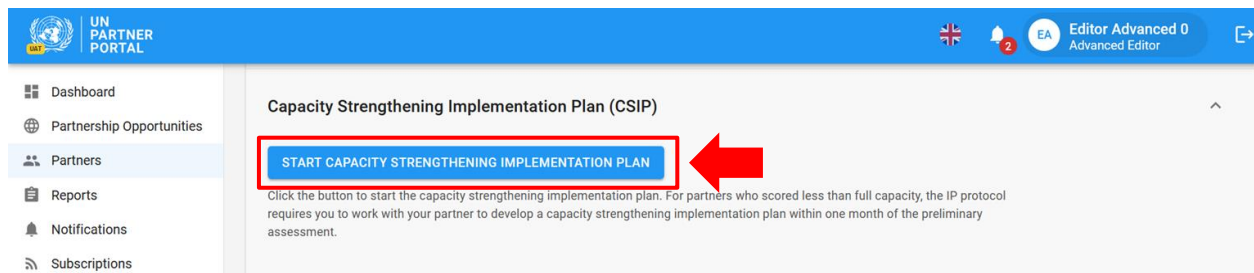 UN
PARTNER
PORTAL
UAT
2
EA
Editor Advanced 0
Advanced Editor
Dashboard
Partnership Opportunities
Partners
Reports
Notifications
Subscriptions
Capacity Strengthening Implementation Plan (CSIP)
START CAPACITY STRENGTHENING IMPLEMENTATION PLAN
Click the button to start the capacity strengthening implementation plan. For partners who scored less than full capacity, the IP protocol
requires you to work with your partner to develop a capacity strengthening implementation plan within one month of the preliminary
assessment.